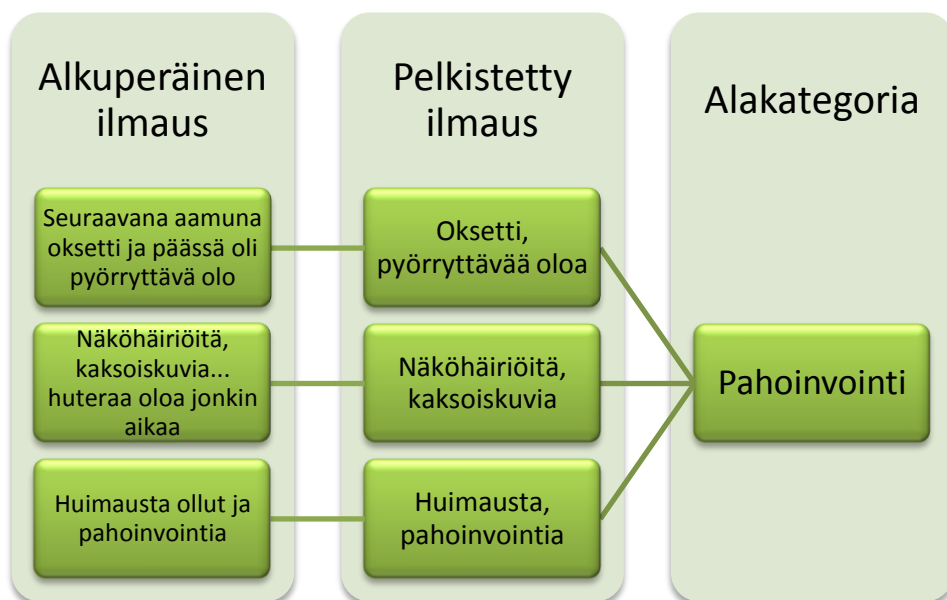 Alkuperäinen
ilmaus
Seuraavana aamuna
oksetti ja päässä oli
pyörryttävä olo
Näköhäiriöitä,
kaksoiskuvia...
huteraa oloa jonkin
aikaa
Huimausta ollut ja
pahoinvointia
Pelkistetty
ilmaus
Oksetti,
pyörryttävää oloa
Näköhäiriöitä,
kaksoiskuvia
Huimausta,
pahoinvointia
Alakategoria
Pahoinvointi